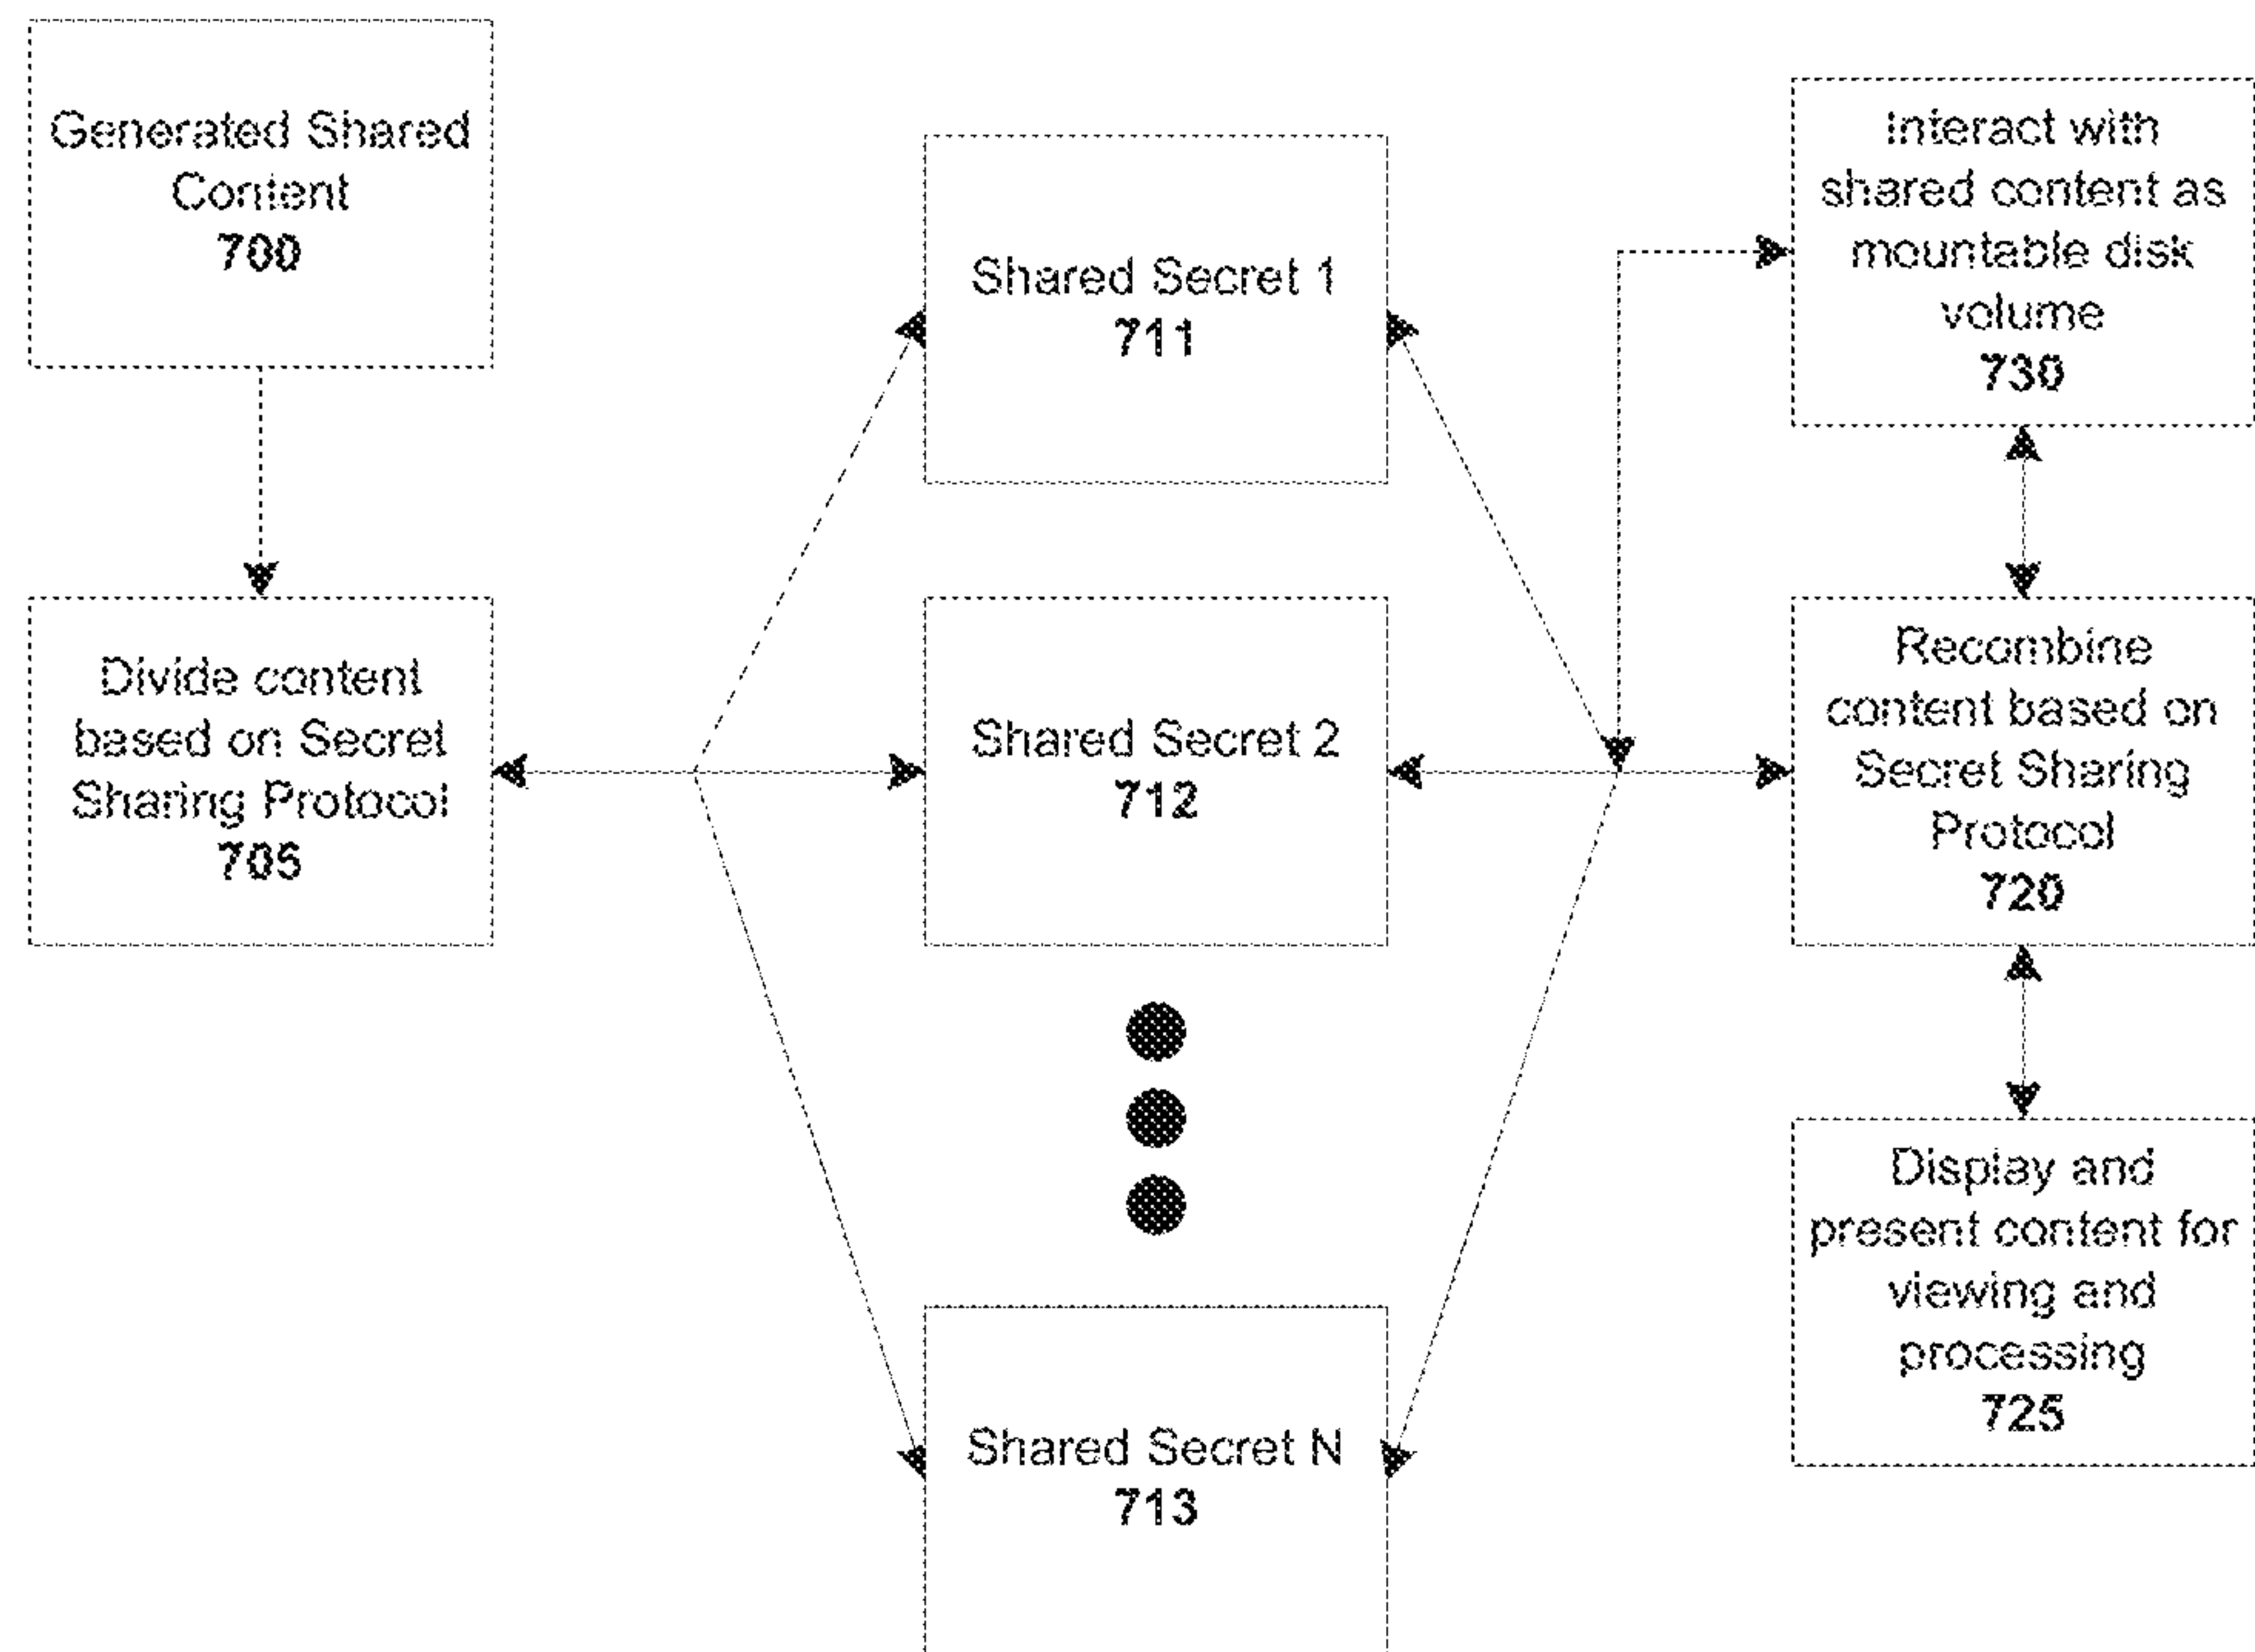 Generated Shared
Content
700
Divide content
based on Secret
Sharing Protocol
705
Shared Secret 1
711
Shared Secret 2
712
Shared Secret N
713
Interact with
shared content as
mountable disk
volume
730
Recombine
content based on
Secret Sharing
Protocol
720
Display and
present content for
viewing and
processing
725